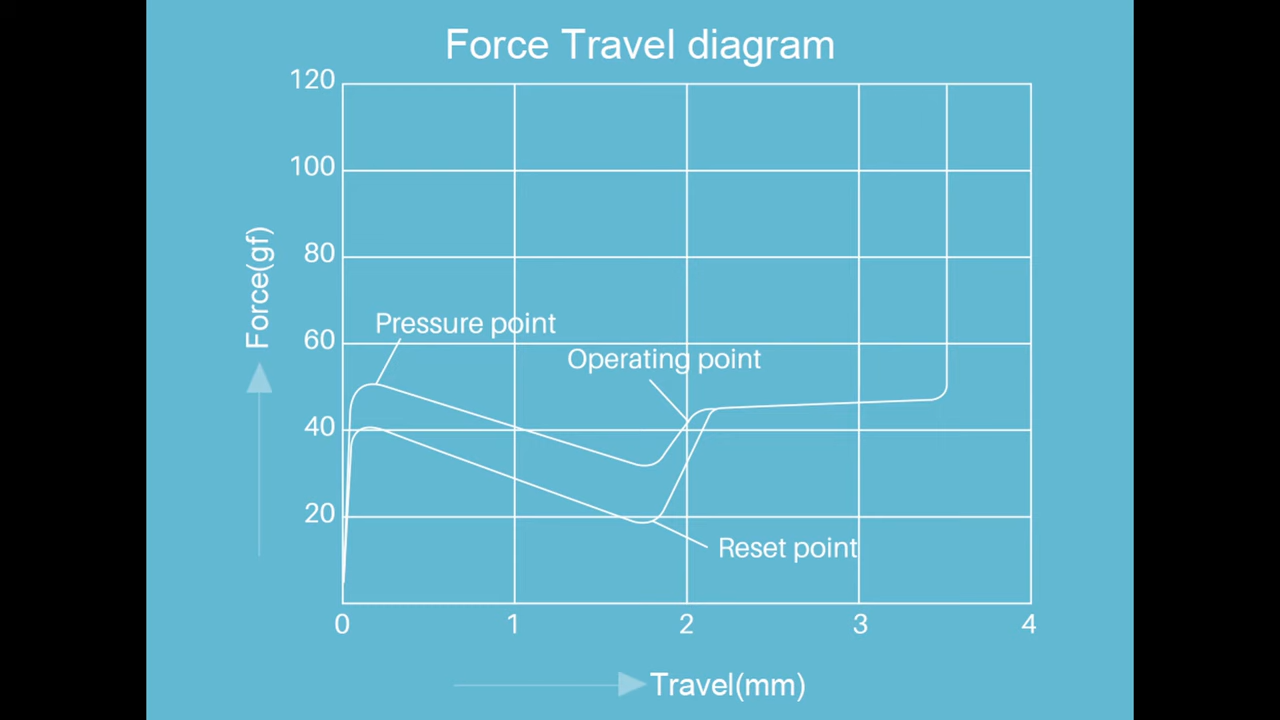 Force Travel diagram
120
100
80
60
40
20
Force(gf)
Pressure point
Operating point
Reset point
0 1 2 3 4
Travel(mm)